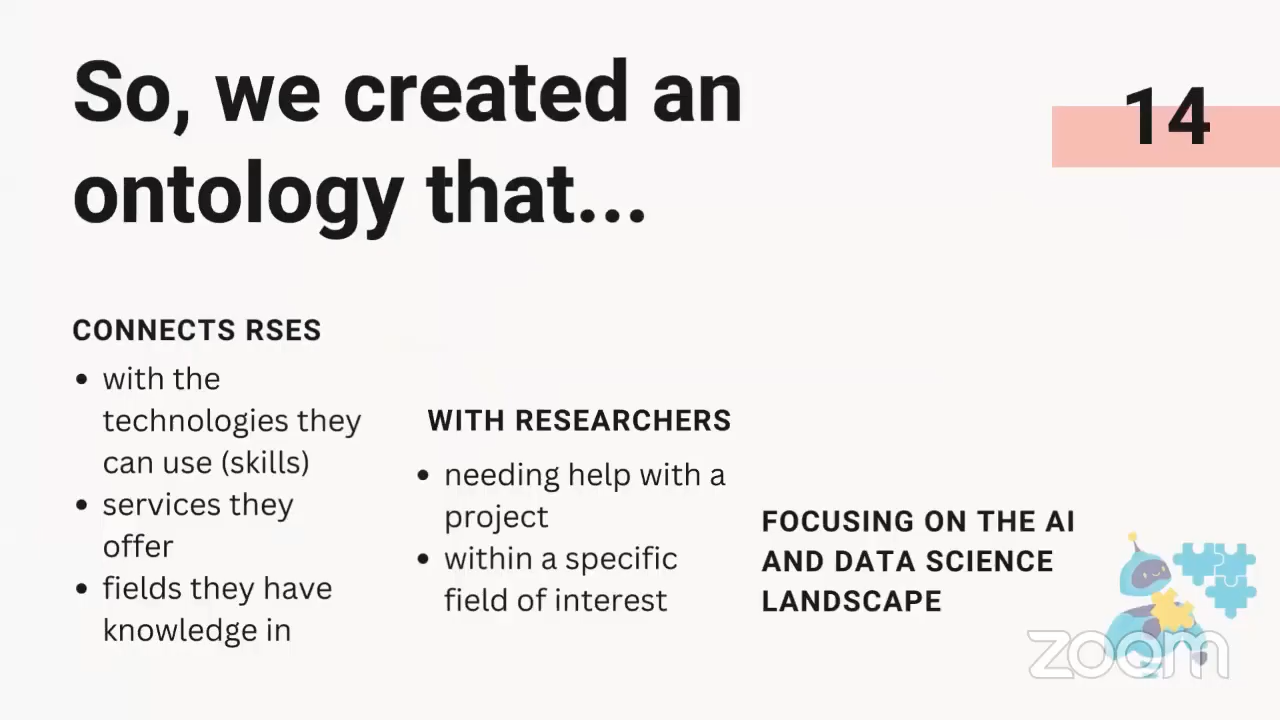 So, we created an
ontology that...
14
CONNECTS RSES
• with the
technologies they
can use (skills)
• services they
offer
• fields they have
knowledge in
WITH RESEARCHERS
• needing help with a
project
• within a specific
field of interest
FOCUSING ON THE AI
AND DATA SCIENCE
LANDSCAPE
zoom